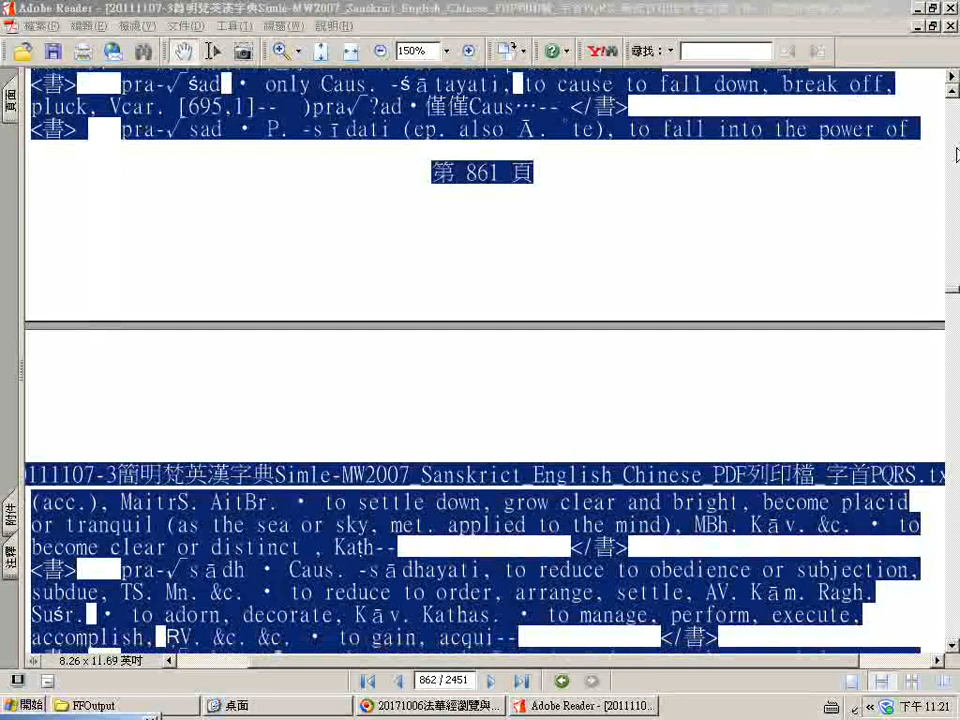 Adobe Reader - [20111107-3簡明梵英漢字典Simle-MW2007_Sanskrict_English_Chinese_PDF列印檔_
檔案(F) 編輯(E) 檢視(V) 文件(D) 工具(T) 視窗(W) 說明(H)
150% Y! 尋找:
頁面
<書> pra-√śad • only Caus. -śātayati, to cause to fall down, break off,
pluck, Vcar. [695,1]-- )pra√?ad•僅僅Caus…-- </書>
<書> pra-√sad • P. -sīdati (ep. also Ā. °te), to fall into the power of
第 861 頁
111107-3簡明梵英漢字典Simle-MW2007_Sanskrict_English_Chinese_PDF列印檔_字首PQRS.tx
(acc.), MaitrS. AitBr. • to settle down, grow clear and bright, become placid
or tranquil (as the sea or sky, met. applied to the mind), MBh. Kāv. &c. • to
become clear or distinct , Kaṭh-- </書>
<書> pra-√sādh • Caus. -sādhayati, to reduce to obedience or subjection,
subdue, TS. Mn. &c. • to reduce to order, arrange, settle, AV. Kām. Ragh.
Suśr. • to adorn, decorate, Kāv. Kathas. • to manage, perform, execute,
accomplish, RV. &c. &c. • to gain, acqui-- </書>
附件
注釋
8.26 x 11.69 英吋
862 / 2451
開始 FFOutput 桌面 20171006法華經瀏覽與... Adobe Reader - [2011110... 下午 11:21